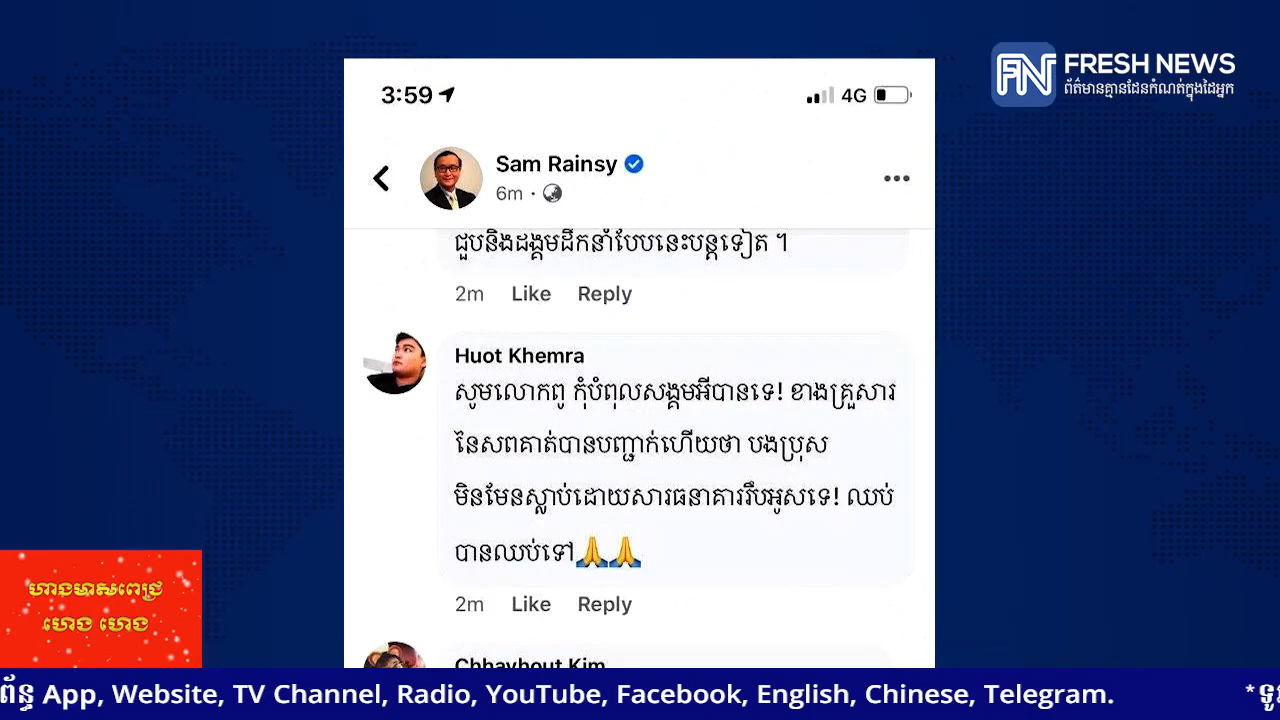 FRESH NEWS
ព័ត៌មានគ្មានដែនកំណត់ក្នុងដៃអ្នក
3:59
4G
Sam Rainsy
6m ·
ជួបនិងដង្គមដឹកនាំបែបនេះបន្តទៀត ។
2m Like Reply
Huot Khemra
សូមលោកពូ កុំបំពុលសង្គមអីបានទេ! ខាងគ្រួសារ
នៃសពគាត់បានបញ្ជាក់ហើយថា បងប្រុស
មិនមែនស្លាប់ដោយសារធនាគាររឹបអូសទេ! ឈប់
បានឈប់ទៅ🙏🙏
2m Like Reply
Chhayhout Kim
ហាងមាសពេជ្រ
ហេង ហេង
ព័ន្ធ App, Website, TV Channel, Radio, YouTube, Facebook, English, Chinese, Telegram.